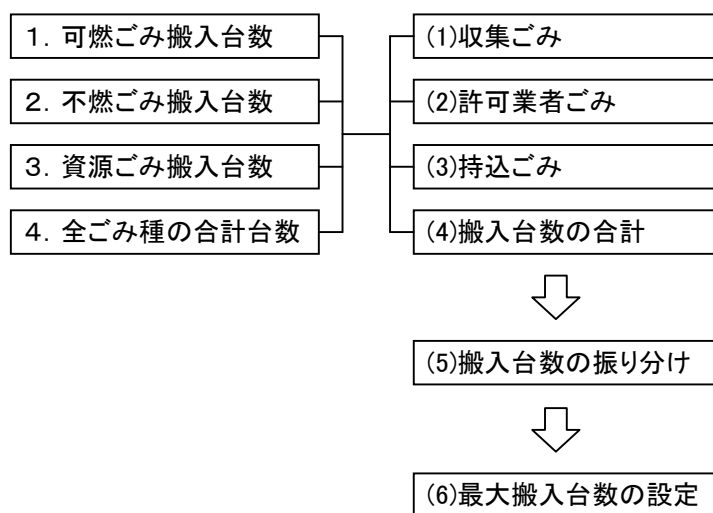 １．可燃ごみ搬入台数
２．不燃ごみ搬入台数
３．資源ごみ搬入台数
４．全ごみ種の合計台数
(1)収集ごみ
(2)許可業者ごみ
(3)持込ごみ
(4)搬入台数の合計
(5)搬入台数の振り分け
(6)最大搬入台数の設定